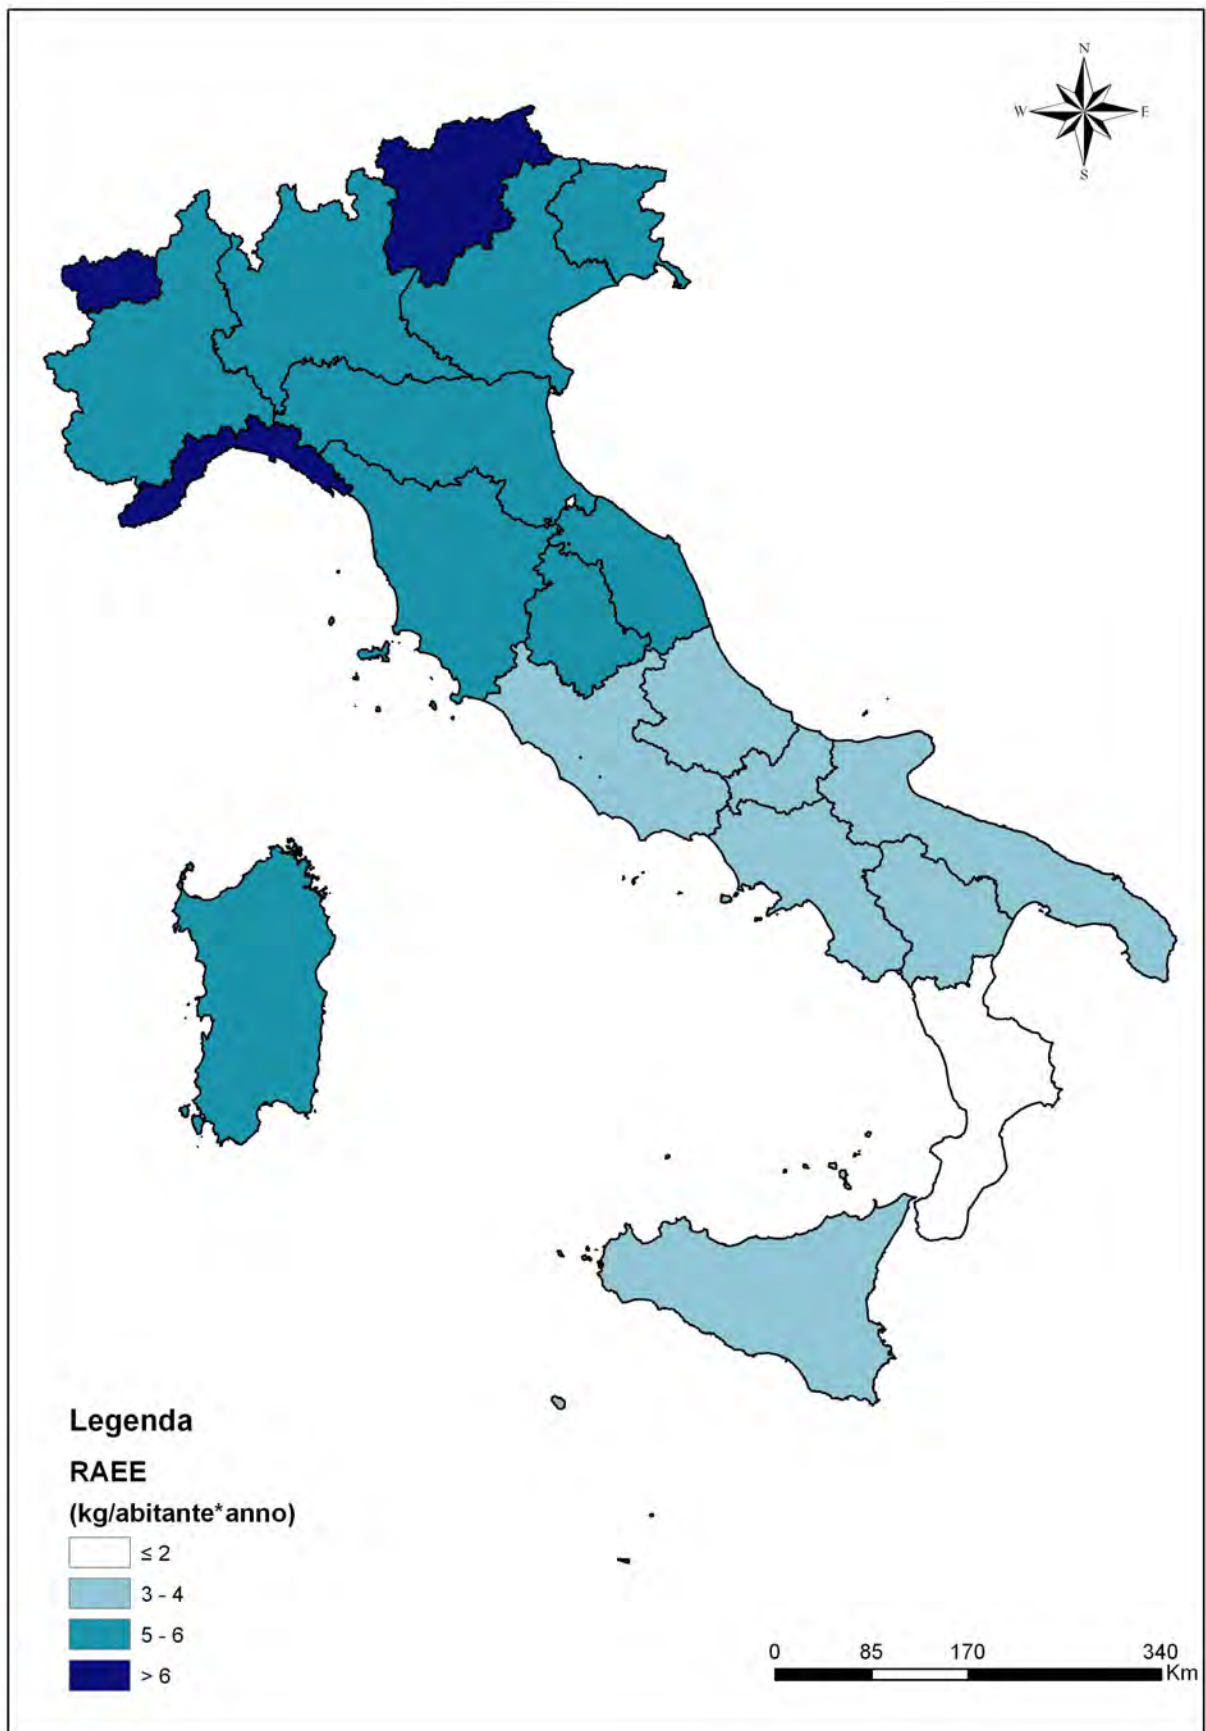 N
W E
S
Legenda
RAEE
(kg/abitante*anno)
≤ 2
3 - 4
5 - 6
> 6
0 85 170 340
Km